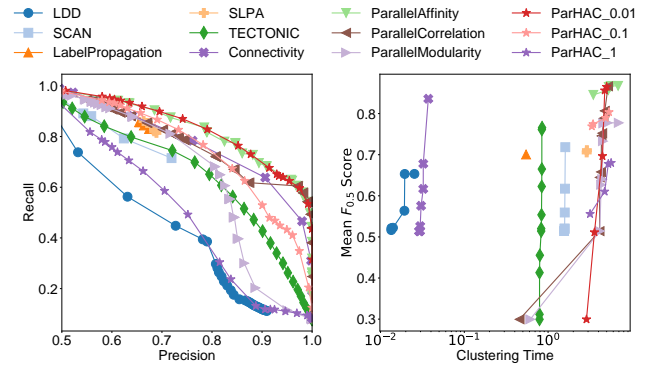 LDD SLPA ParallelAffinity ParHAC_0.01
SCAN TECTONIC ParallelCorrelation ParHAC_0.1
LabelPropagation Connectivity ParallelModularity ParHAC_1
1.0
0.8
0.6
0.4
0.2
Recall
0.5 0.6 0.7 0.8 0.9 1.0
Precision
0.8
0.7
0.6
0.5
0.4
0.3
Mean F₀.₅ Score
10⁻² 10⁻¹ 10⁰
Clustering Time